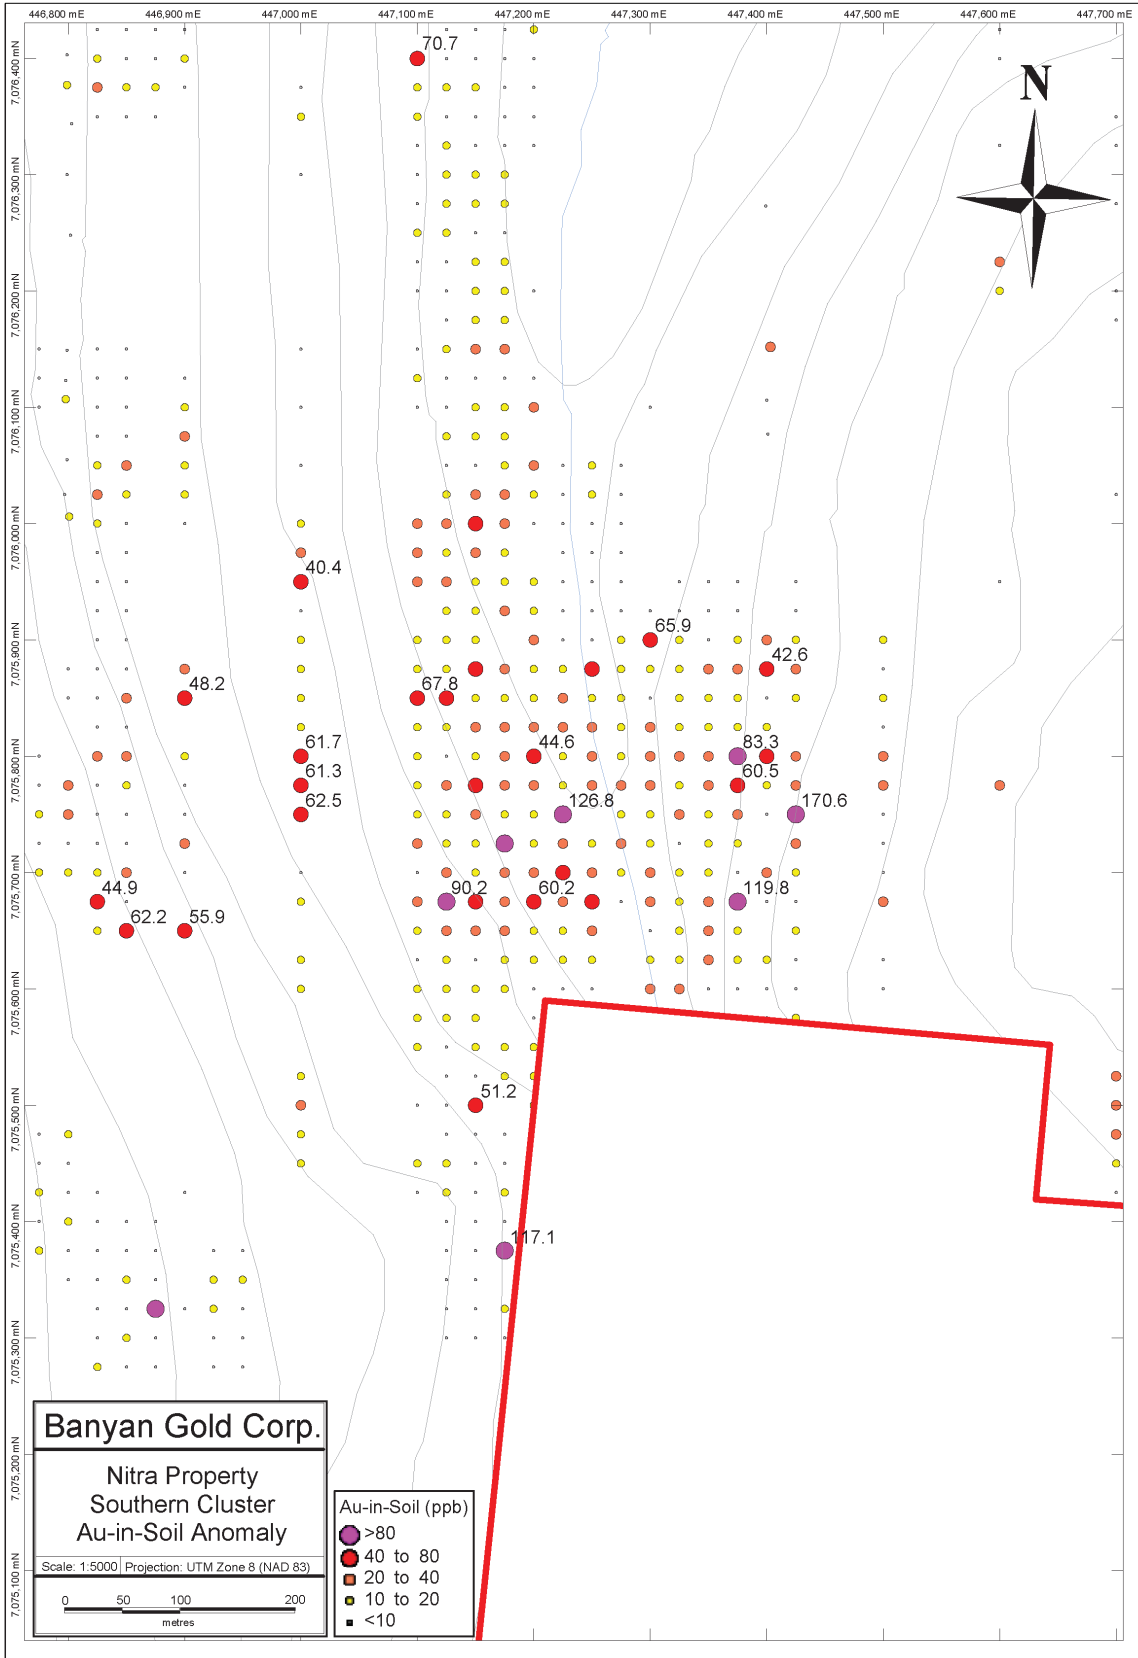 446,800 mE
446,900 mE
447,000 mE
447,100 mE
447,200 mE
447,300 mE
447,400 mE
447,500 mE
447,600 mE
447,700 mE
7,076,400 mN
7,076,300 mN
7,076,200 mN
7,076,100 mN
7,076,000 mN
7,075,900 mN
7,075,800 mN
7,075,700 mN
7,075,600 mN
7,075,500 mN
7,075,400 mN
7,075,300 mN
7,075,200 mN
7,075,100 mN
N
70.7
40.4
65.9
42.6
48.2
67.8
61.7
44.6
83.3
61.3
60.5
62.5
126.8
170.6
44.9
90.2
60.2
119.8
62.2
55.9
51.2
117.1
Banyan Gold Corp.
Nitra Property
Southern Cluster
Au-in-Soil Anomaly
Scale: 1:5000 Projection: UTM Zone 8 (NAD 83)
0 50 100 200
metres
Au-in-Soil (ppb)
>80
40 to 80
20 to 40
10 to 20
<10